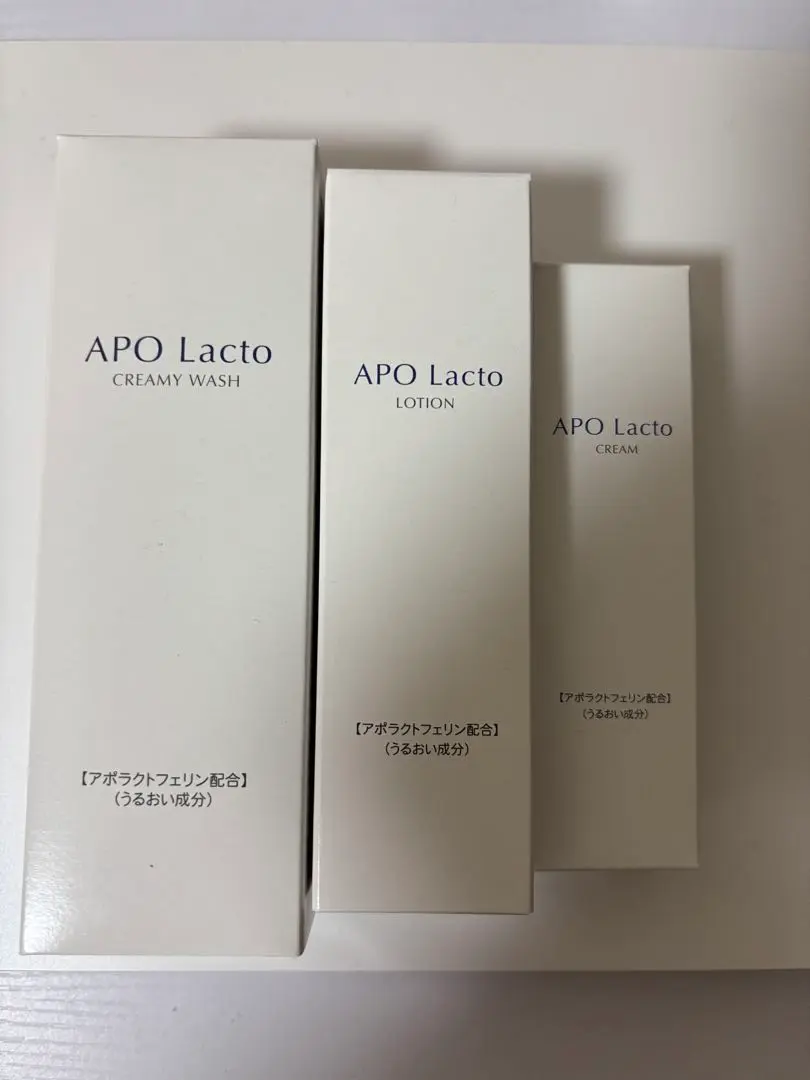 APO Lacto
CREAMY WASH
【アポラクトフェリン配合】
(うるおい成分)
APO Lacto
LOTION
【アポラクトフェリン配合】
(うるおい成分)
APO Lacto
CREAM
【アポラクトフェリン配合】
(うるおい成分)